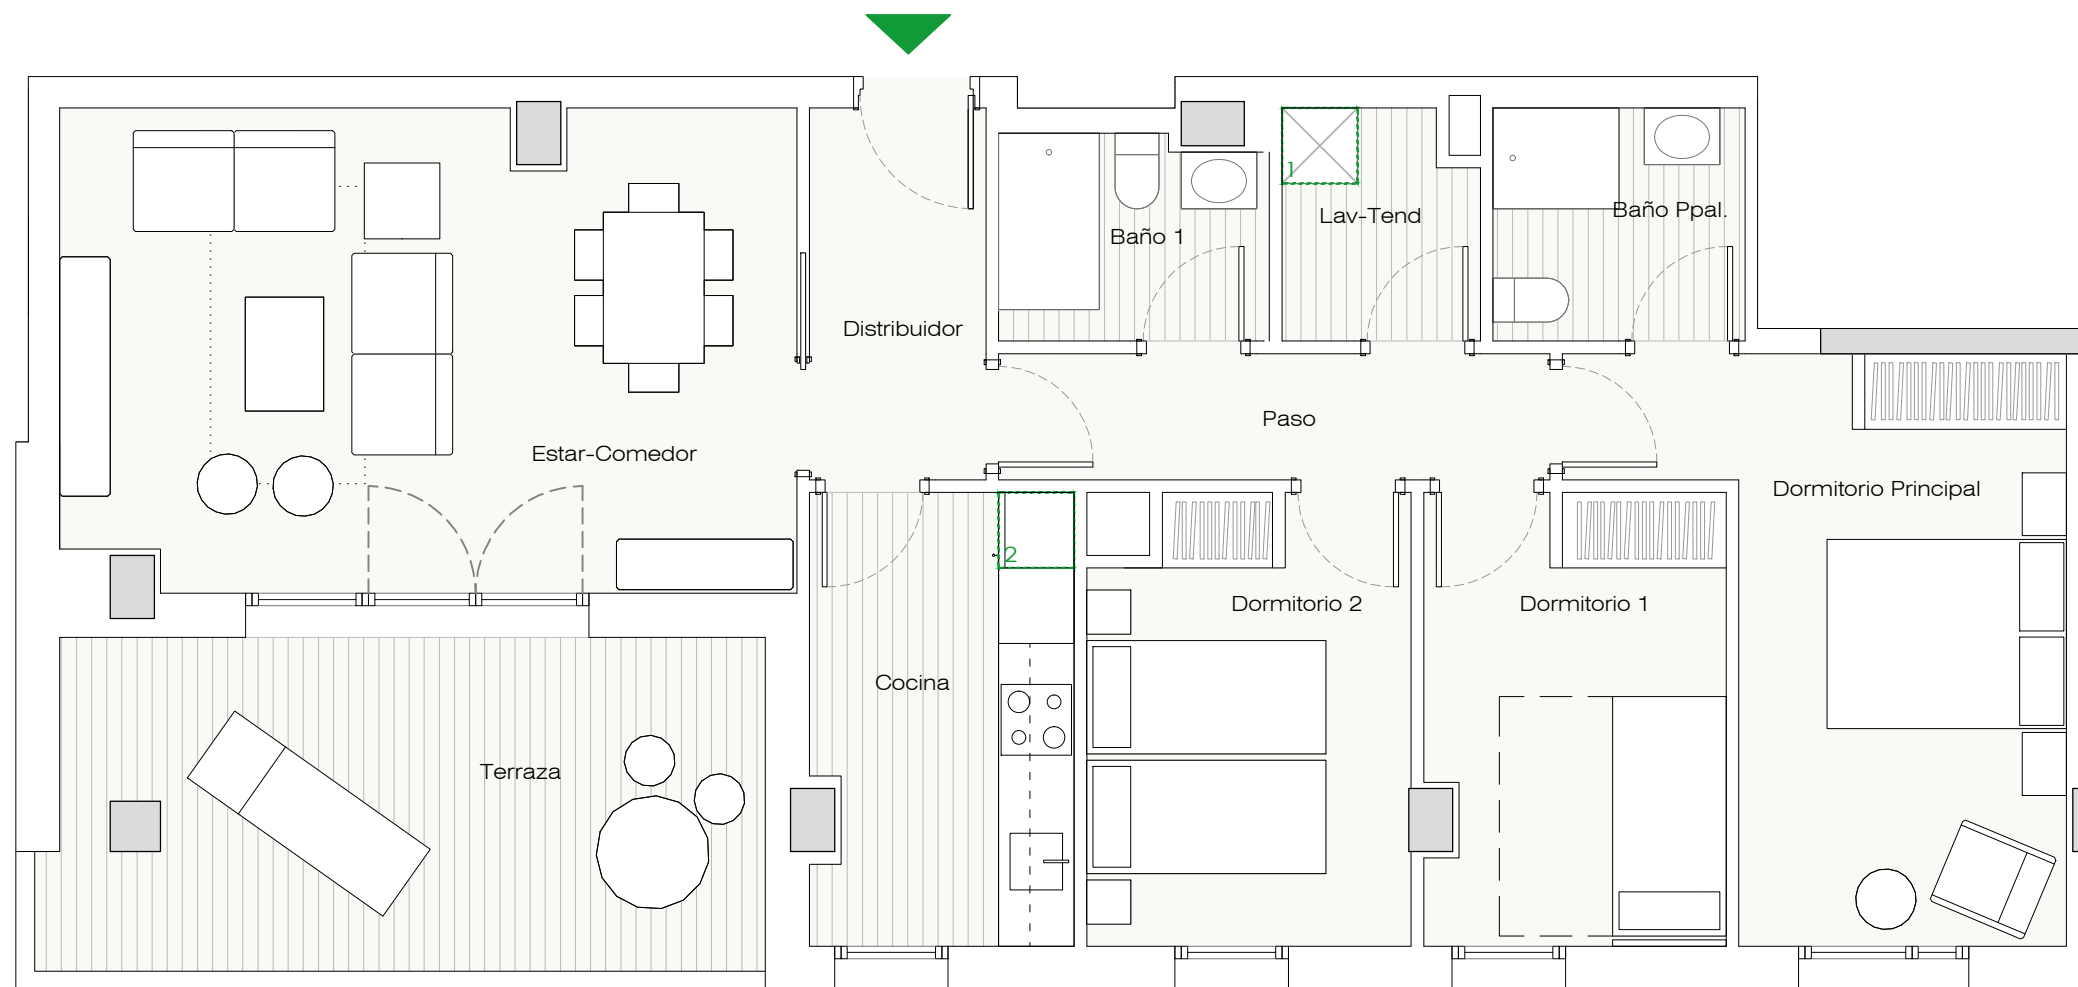 1
Lav-Tend
Baño Ppal.
Baño 1
Distribuidor
Paso
Estar-Comedor
Dormitorio Principal
2
Dormitorio 2
Dormitorio 1
Cocina
Terraza